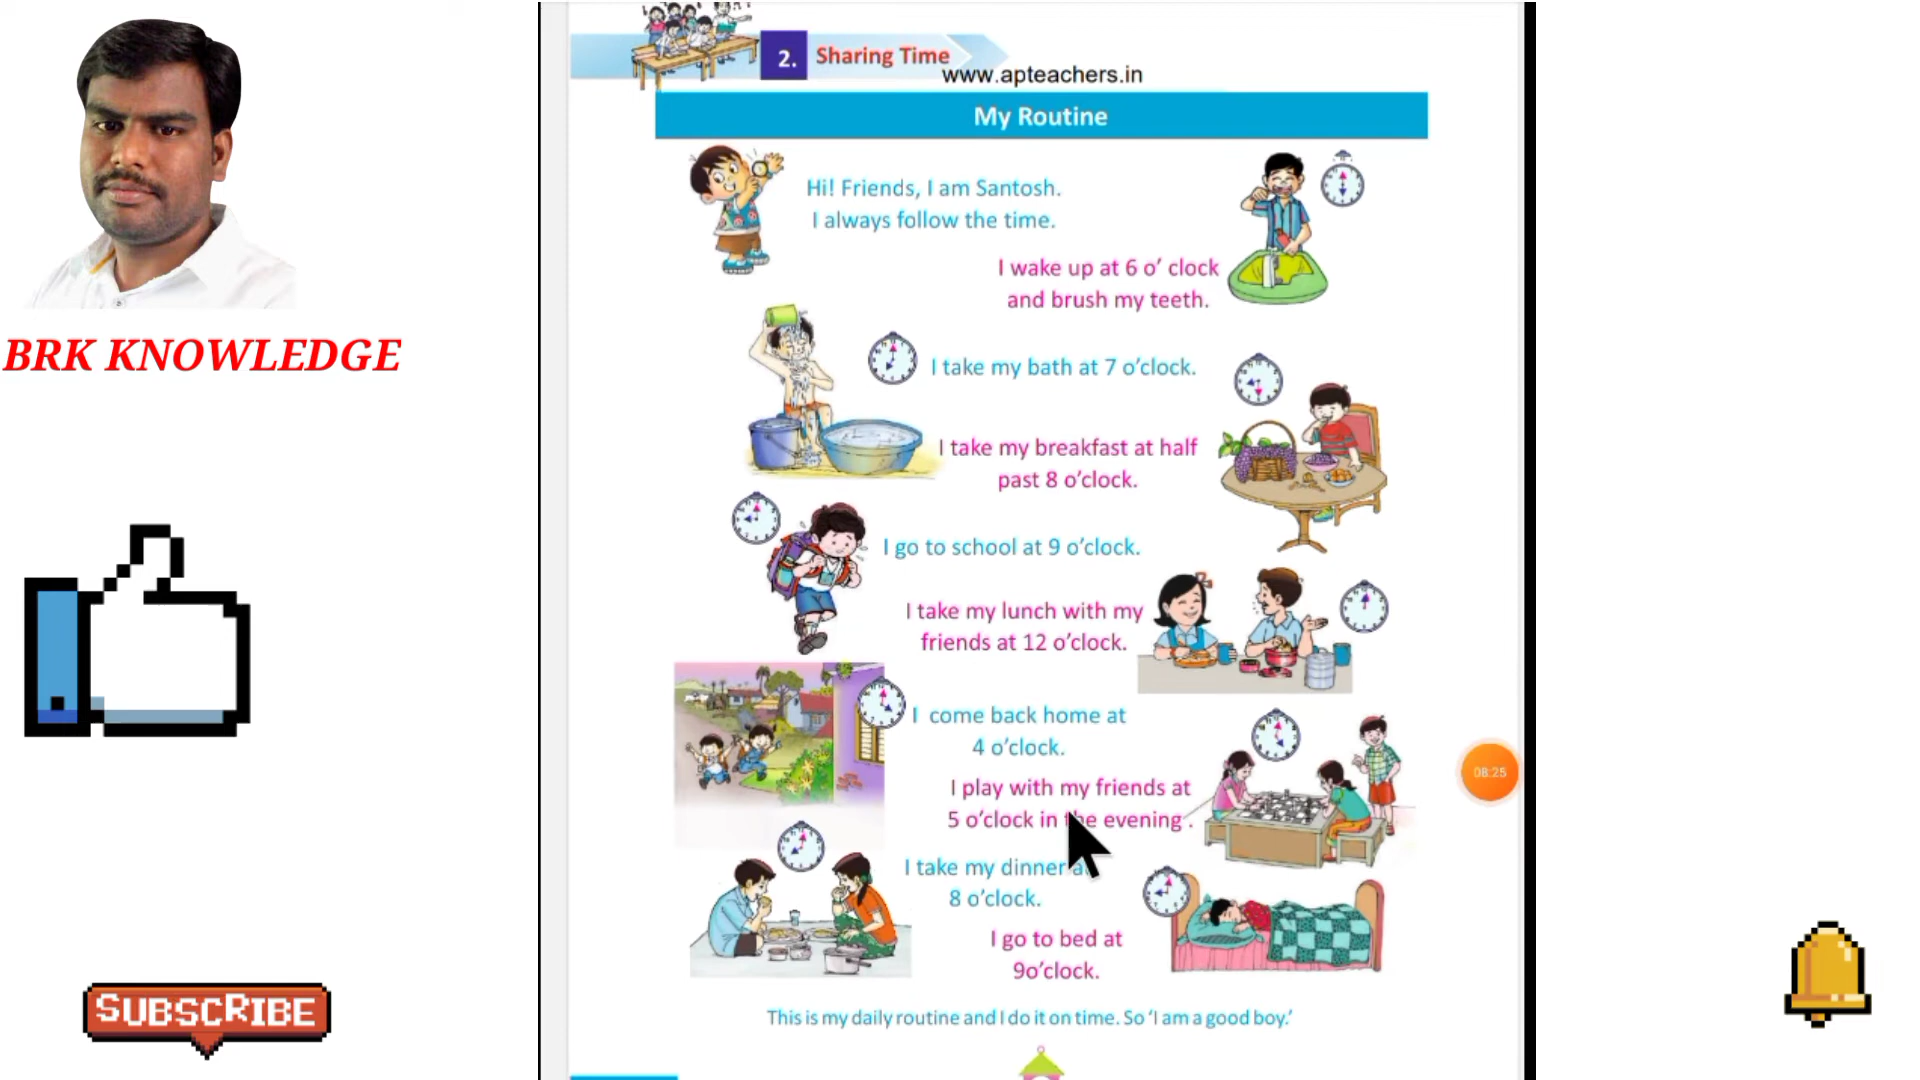 2.
Sharing Time
www.apteachers.in
My Routine
Hi! Friends, I am Santosh.
I always follow the time.
I wake up at 6 o' clock
and brush my teeth.
I take my bath at 7 o'clock.
I take my breakfast at half
past 8 o'clock.
I go to school at 9 o'clock.
I take my lunch with my
friends at 12 o'clock.
I come back home at
4 o'clock.
I play with my friends at
5 o'clock in the evening .
I take my dinner at
8 o'clock.
I go to bed at
9o'clock.
This is my daily routine and I do it on time. So 'I am a good boy.'
BRK KNOWLEDGE
SUBSCRIBE
08:25